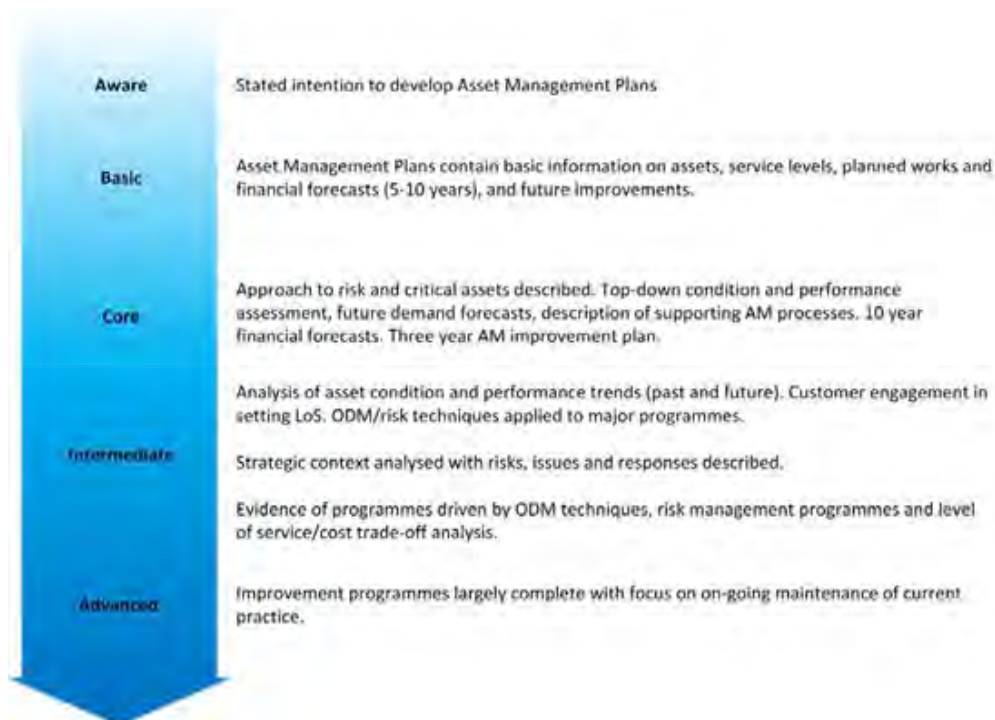 Aware
Stated intention to develop Asset Management Plans
Basic
Asset Management Plans contain basic information on assets, service levels, planned works and
financial forecasts (5-10 years), and future improvements.
Core
Approach to risk and critical assets described. Top-down condition and performance
assessment, future demand forecasts, description of supporting AM processes. 10 year
financial forecasts. Three year AM improvement plan.
Intermediate
Analysis of asset condition and performance trends (past and future). Customer engagement in
setting LoS. ODM/risk techniques applied to major programmes.
Strategic context analysed with risks, issues and responses described.
Evidence of programmes driven by ODM techniques, risk management programmes and level
of service/cost trade-off analysis.
Advanced
Improvement programmes largely complete with focus on on-going maintenance of current
practice.